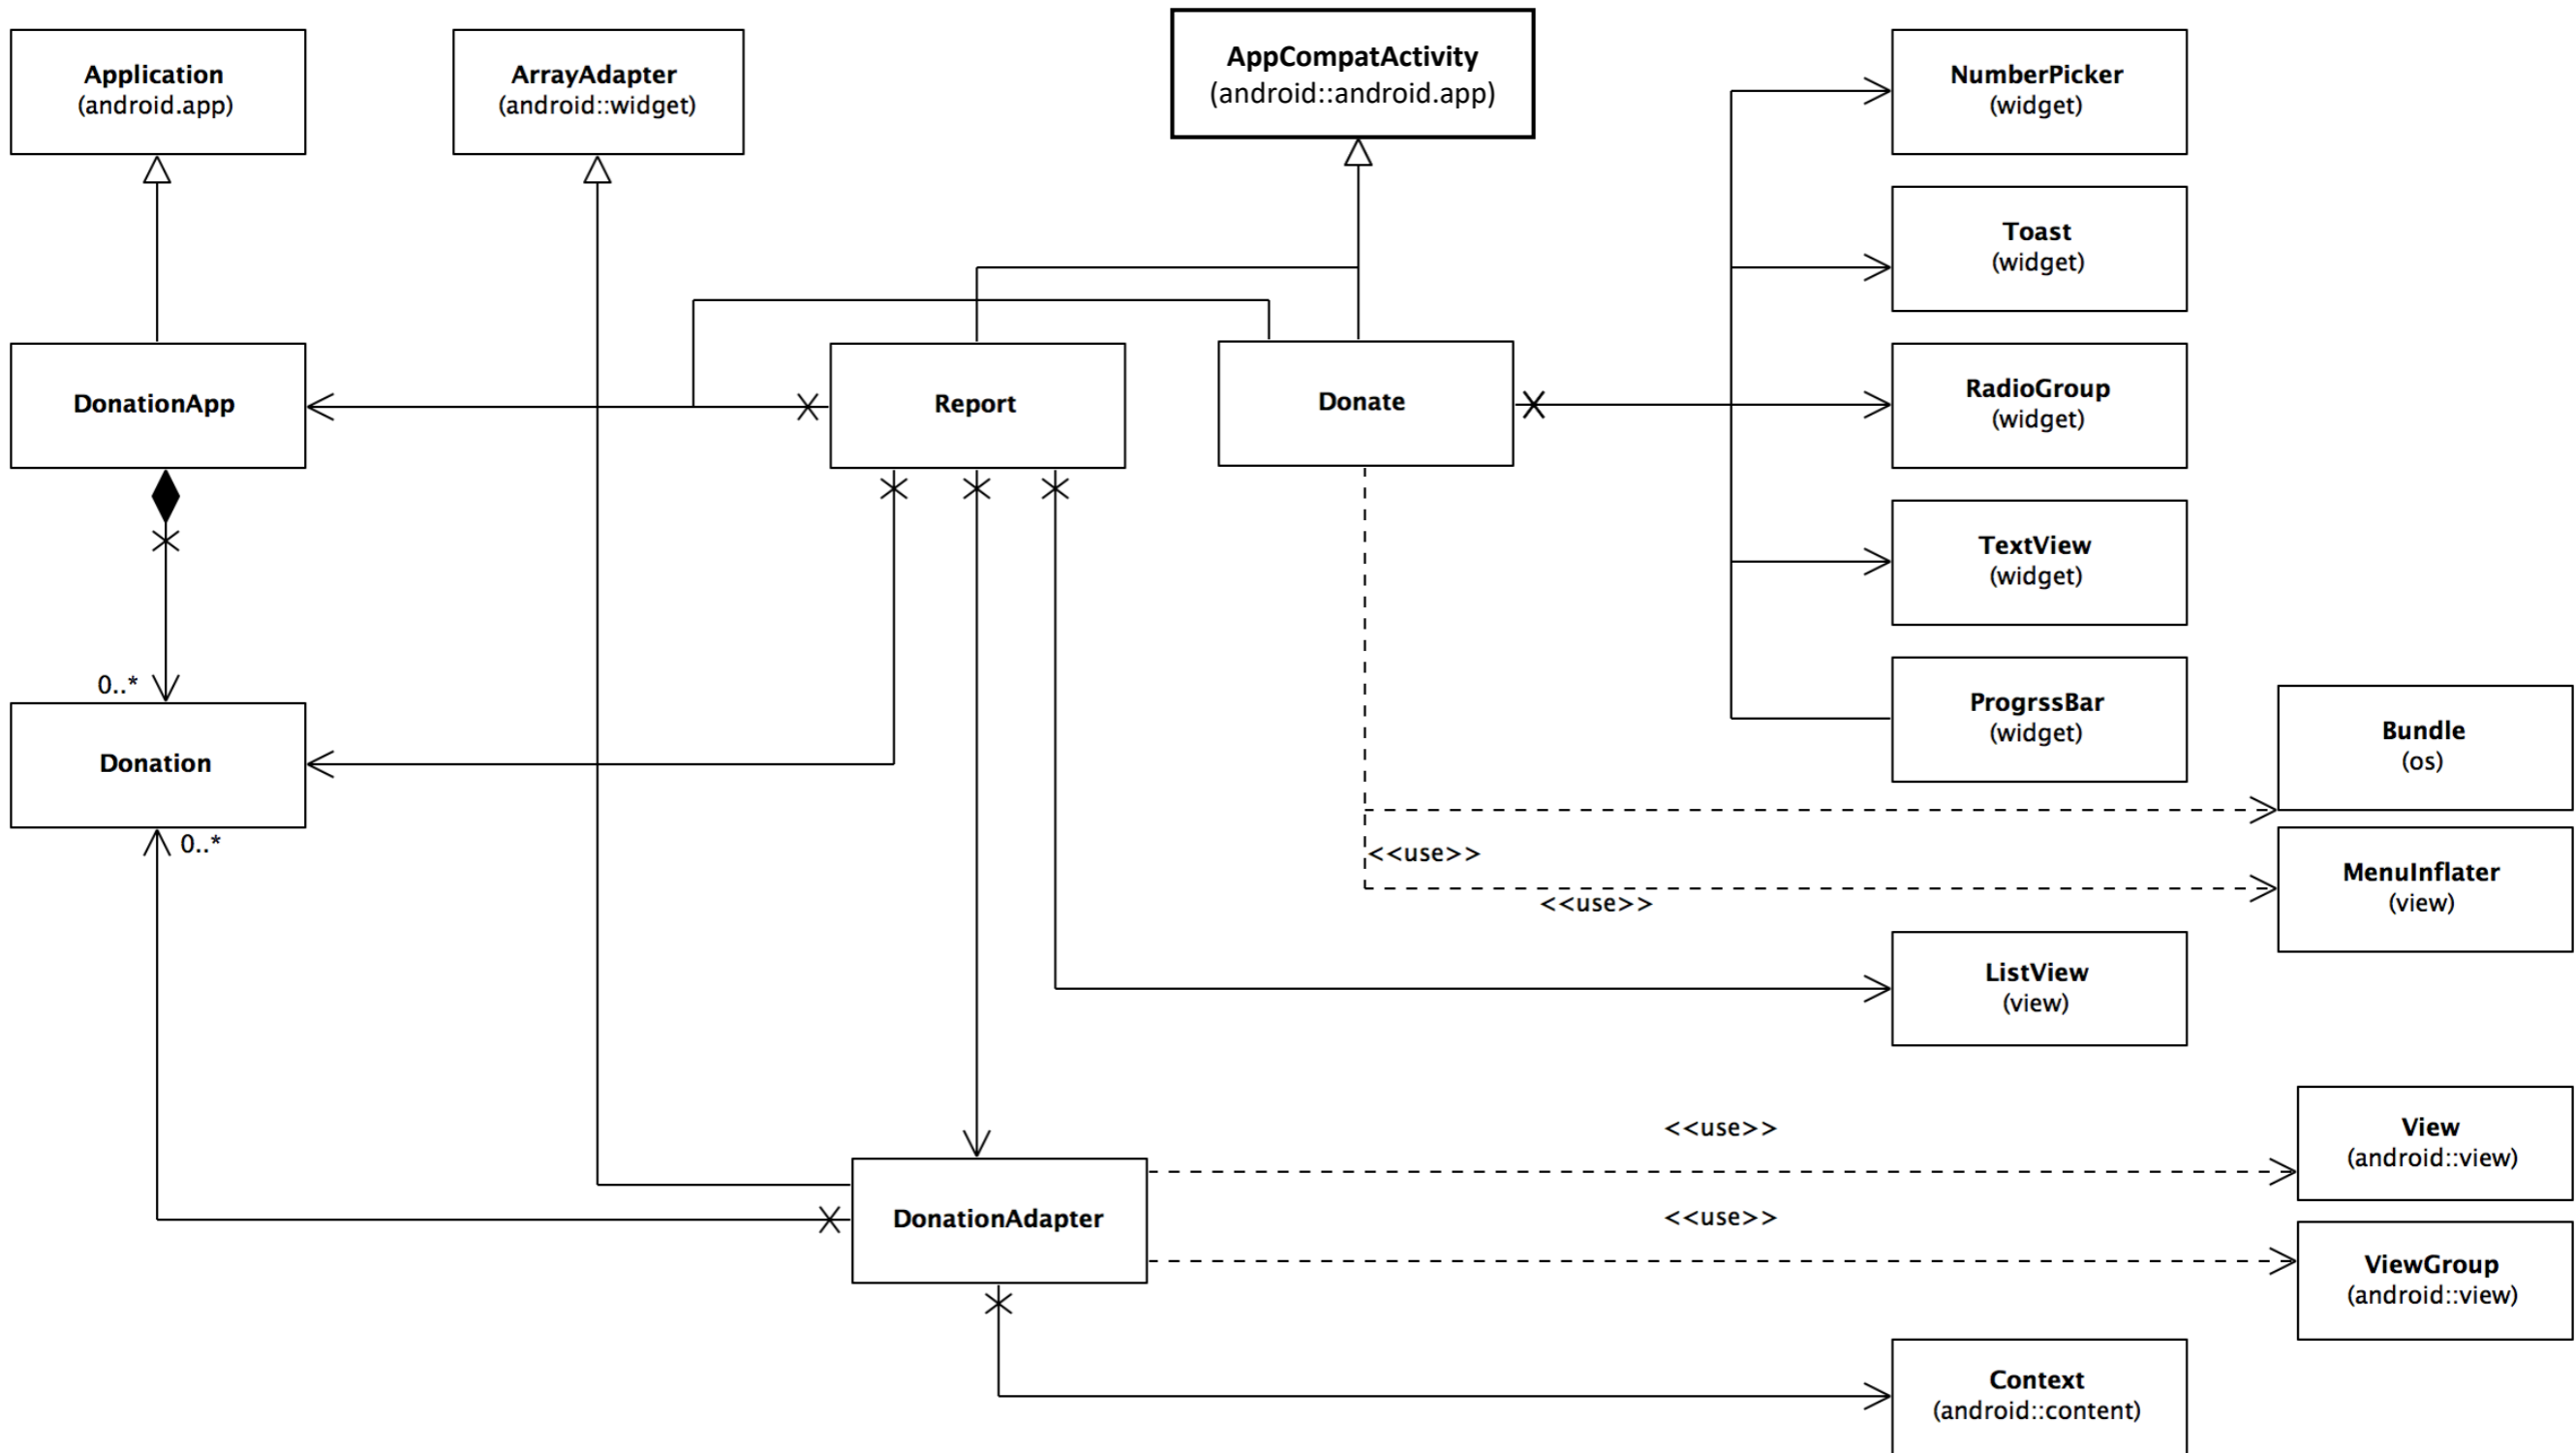 Application
(android.app)
ArrayAdapter
(android::widget)
AppCompatActivity
(android::android.app)
NumberPicker
(widget)
Toast
(widget)
DonationApp
Report
Donate
RadioGroup
(widget)
TextView
(widget)
0..*
Donation
0..*
ProgrssBar
(widget)
Bundle
(os)
<<use>>
MenuInflater
(view)
<<use>>
ListView
(view)
<<use>>
View
(android::view)
DonationAdapter
<<use>>
ViewGroup
(android::view)
Context
(android::content)